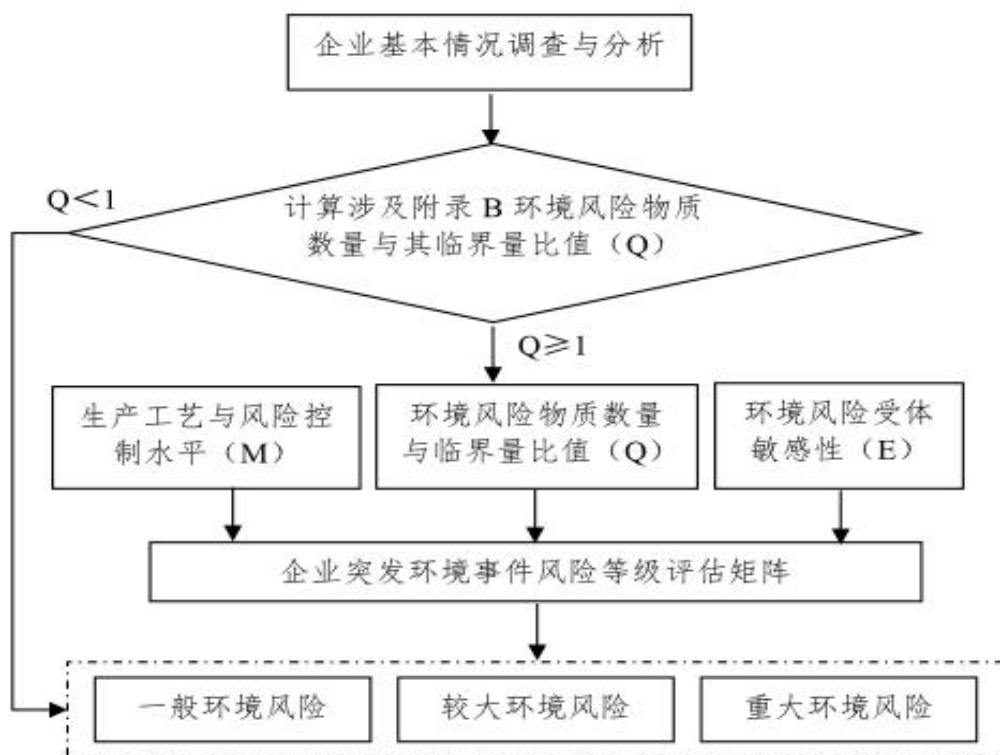 企业基本情况调查与分析
Q＜1
计算涉及附录 B 环境风险物质
数量与其临界量比值（Q）
Q≥1
生产工艺与风险控
制水平（M）
环境风险物质数量
与临界量比值（Q）
环境风险受体
敏感性（E）
企业突发环境事件风险等级评估矩阵
一般环境风险
较大环境风险
重大环境风险